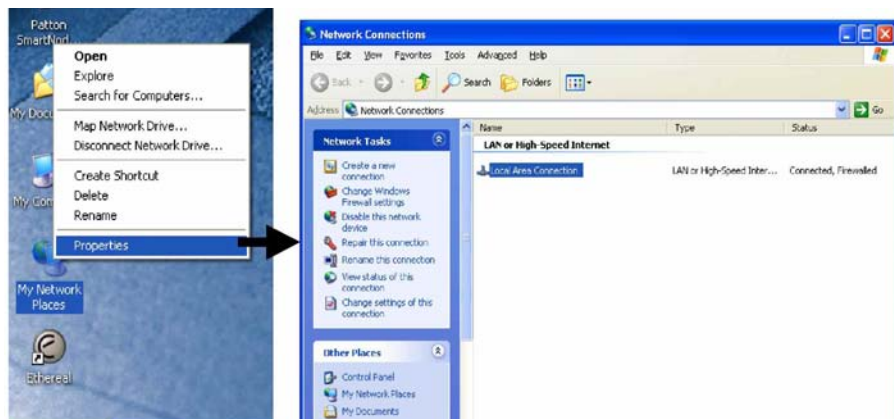 Patton
SmartNod...
Open
Explore
Search for Computers...
Map Network Drive...
Disconnect Network Drive...
Create Shortcut
Delete
Rename
Properties
My Network
Places
Ethereal
Network Connections
File Edit View Favorites Tools Advanced Help
Back Search Folders
Address Network Connections Go
Network Tasks
Create a new
connection
Change Windows
Firewall settings
Disable this network
device
Repair this connection
Rename this connection
View status of this
connection
Change settings of this
connection
Other Places
Control Panel
My Network Places
My Documents
Name Type Status
LAN or High-Speed Internet
Local Area Connection LAN or High-Speed Inter... Connected, Firewalled